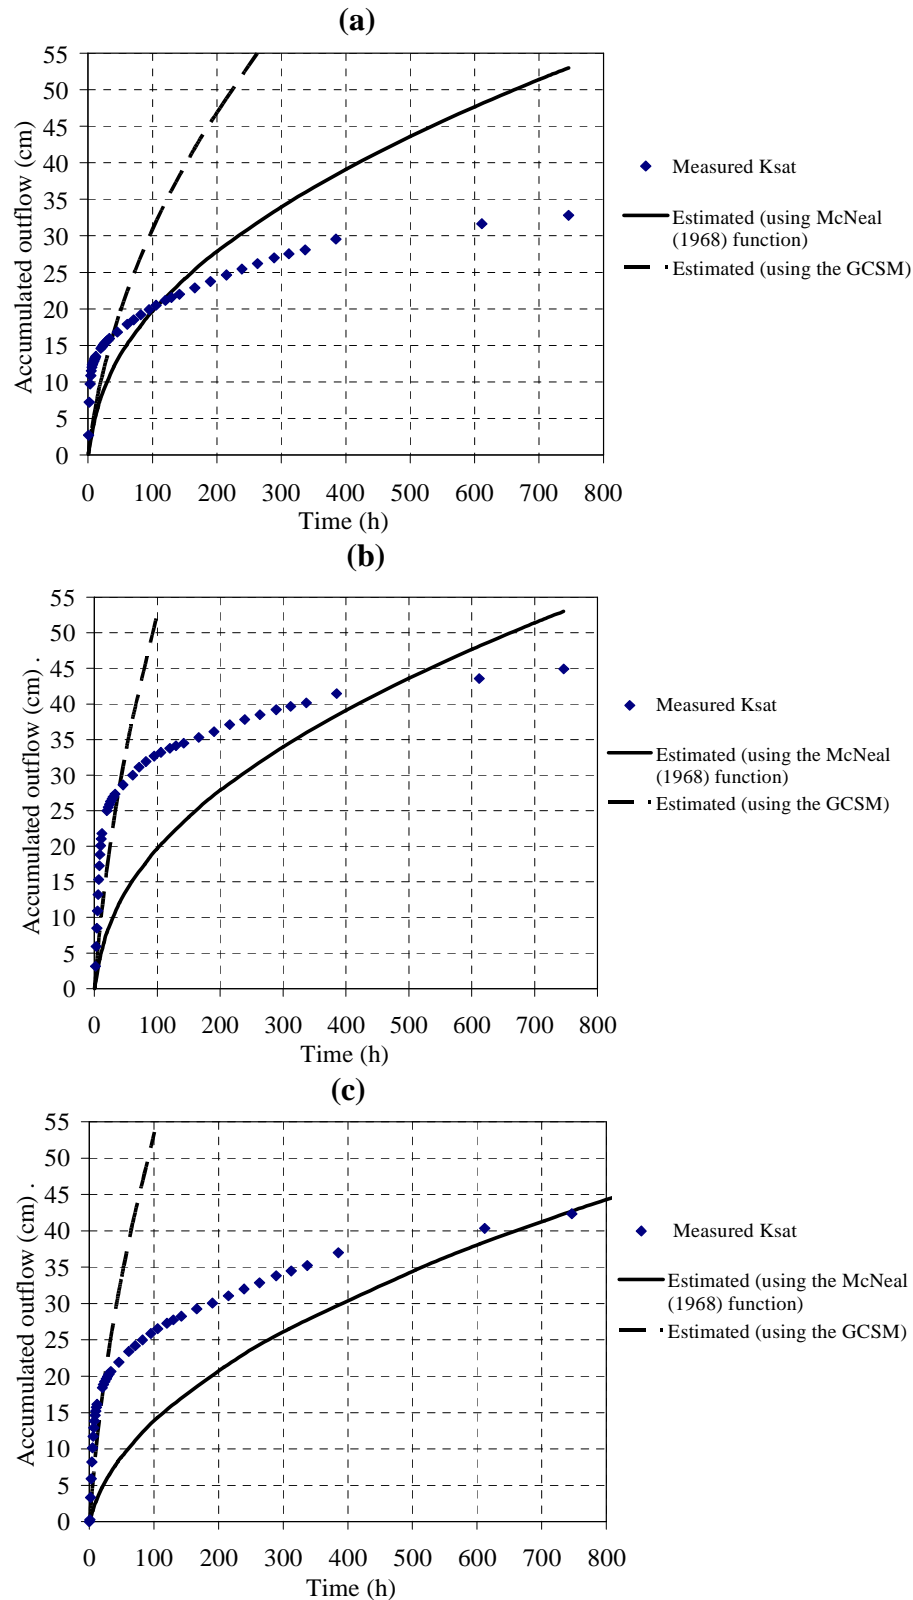 (a)
Accumulated outflow (cm)
55
50
45
40
35
30
25
20
15
10
5
0
0 100 200 300 400 500 600 700 800
Time (h)
Measured Ksat
Estimated (using McNeal
(1968) function)
Estimated (using the GCSM)
(b)
Accumulated outflow (cm) .
55
50
45
40
35
30
25
20
15
10
5
0
0 100 200 300 400 500 600 700 800
Time (h)
Measured Ksat
Estimated (using the McNeal
(1968) function)
Estimated (using the GCSM)
(c)
Accumulated outflow (cm) .
55
50
45
40
35
30
25
20
15
10
5
0
0 100 200 300 400 500 600 700 800
Time (h)
Measured Ksat
Estimated (using the McNeal
(1968) function)
Estimated (using the GCSM)